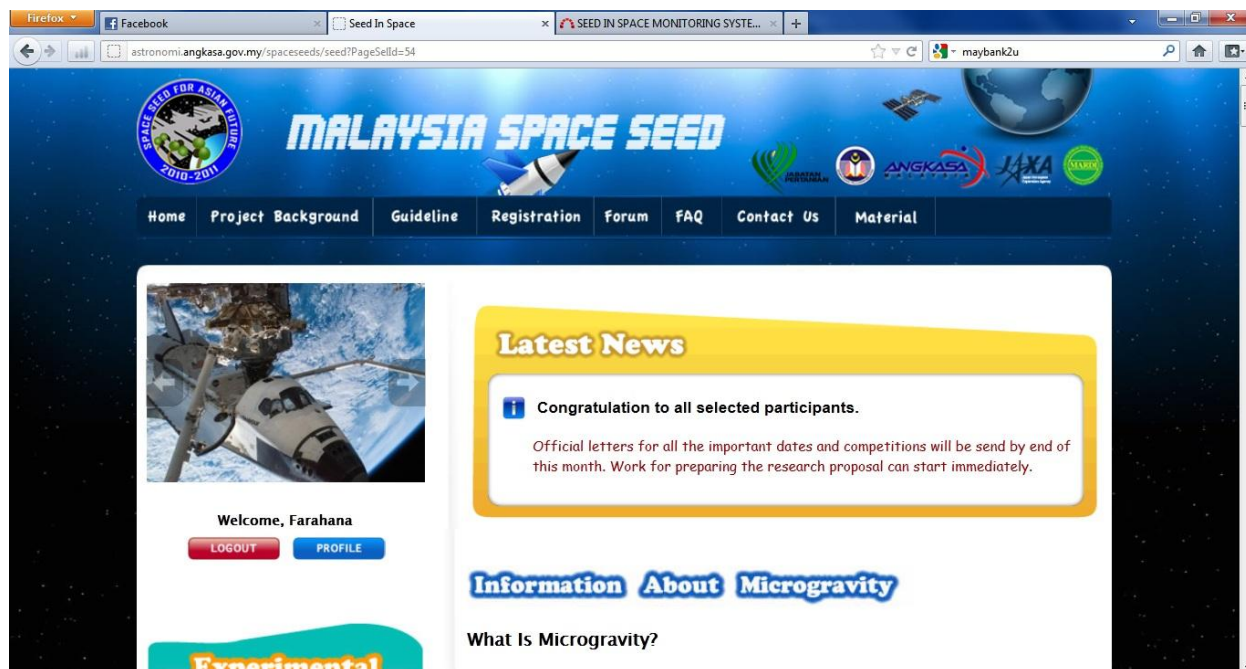 Firefox
Facebook
Seed In Space
SEED IN SPACE MONITORING SYSTE...
astronomi.angkasa.gov.my/spaceseeds/seed?PageSelId=54
maybank2u
SPACE SEED FOR ASIAN FUTURE
2010-2011
MALAYSIA SPACE SEED
JABATAN
PERTANIAN
ANGKASA
MALAYSIA
JAXA
MARDI
Home Project Background Guideline Registration Forum FAQ Contact Us Material
Latest News
Congratulation to all selected participants.
Official letters for all the important dates and competitions will be send by end of
this month. Work for preparing the research proposal can start immediately.
Welcome, Farahana
LOGOUT PROFILE
Information About Microgravity
What Is Microgravity?
Experimental